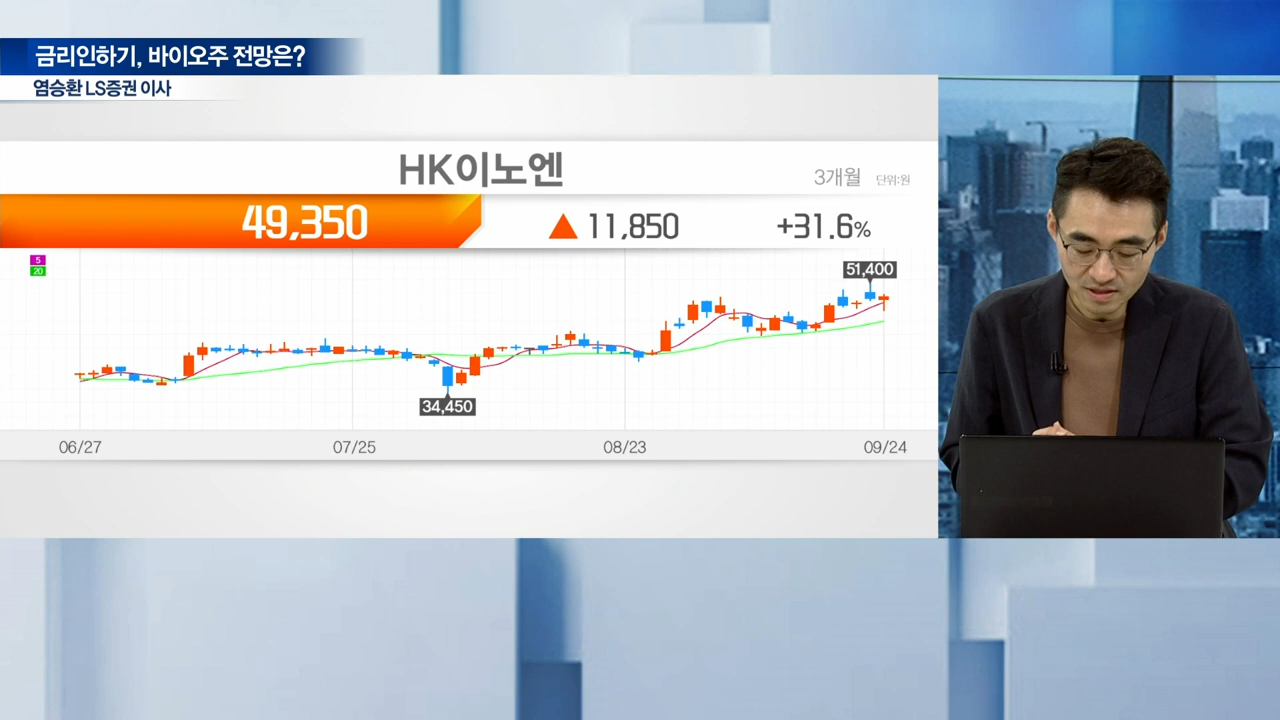 금리인하기, 바이오주 전망은?
염승환 LS증권 이사
HK이노엔
3개월 단위:원
49,350 ▲ 11,850 +31.6%
5
20
51,400
34,450
06/27 07/25 08/23 09/24